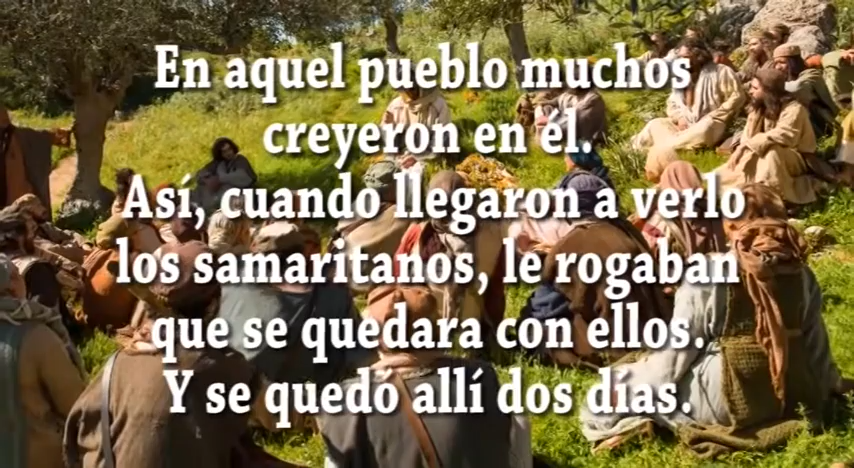 En aquel pueblo muchos
creyeron en él.
Así, cuando llegaron a verlo
los samaritanos, le rogaban
que se quedara con ellos.
Y se quedó allí dos días.